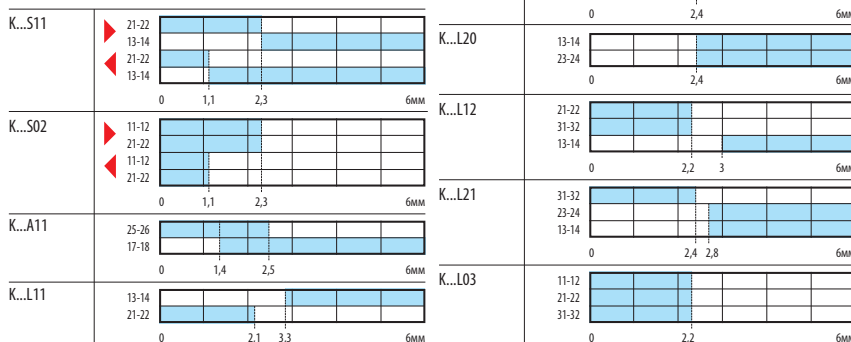 K...S11
21-22
13-14
21-22
13-14
0 1,1 2,3 6мм
K...S02
11-12
21-22
11-12
21-22
0 1,1 2,3 6мм
K...A11
25-26
17-18
0 1,4 2,5 6мм
K...L11
13-14
21-22
0 2,1 3,3 6мм
0 2,4 6мм
K...L20
13-14
23-24
0 2,4 6мм
K...L12
21-22
31-32
13-14
0 2,2 3 6мм
K...L21
31-32
23-24
13-14
0 2,4 2,8 6мм
K...L03
11-12
21-22
31-32
0 2,2 6мм